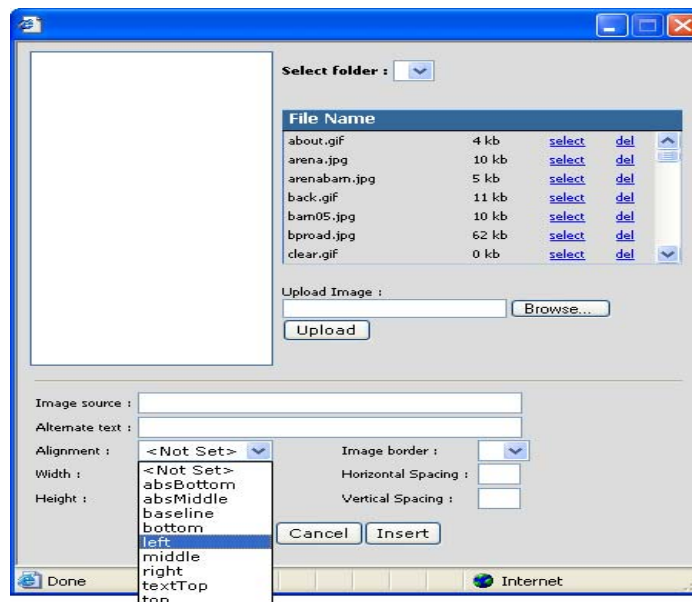 Select folder :
File Name
about.gif 4 kb select del
arena.jpg 10 kb select del
arenabarn.jpg 5 kb select del
back.gif 11 kb select del
barn05.jpg 10 kb select del
bproad.jpg 62 kb select del
clear.gif 0 kb select del
Upload Image :
Browse...
Upload
Image source :
Alternate text :
Alignment : <Not Set> Image border :
Width : <Not Set> Horizontal Spacing :
absBottom
Height : absMiddle Vertical Spacing :
baseline
bottom
Cancel Insert
left
middle
right
Done textTop Internet
top